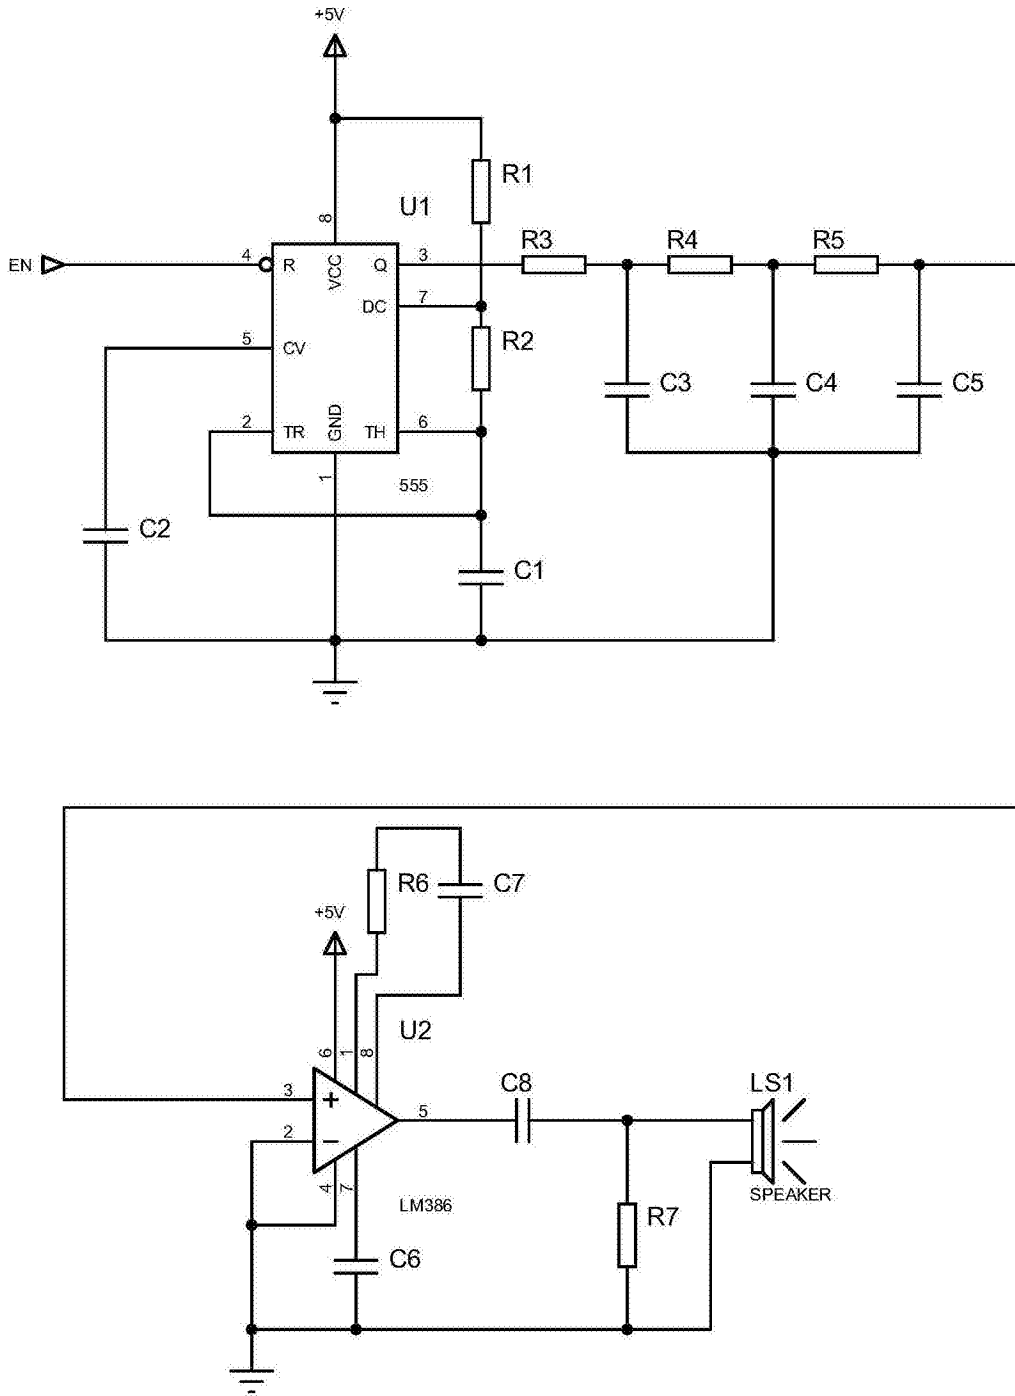 +5V
R1
U1
8
R3
R4
R5
EN
4
R
VCC
Q
3
DC
7
5
CV
R2
C3
C4
C5
2
TR
GND
TH
6
1
555
C2
C1
R6
C7
+5V
U2
6
1
8
3
+
C8
LS1
5
2
−
4
7
LM386
SPEAKER
R7
C6